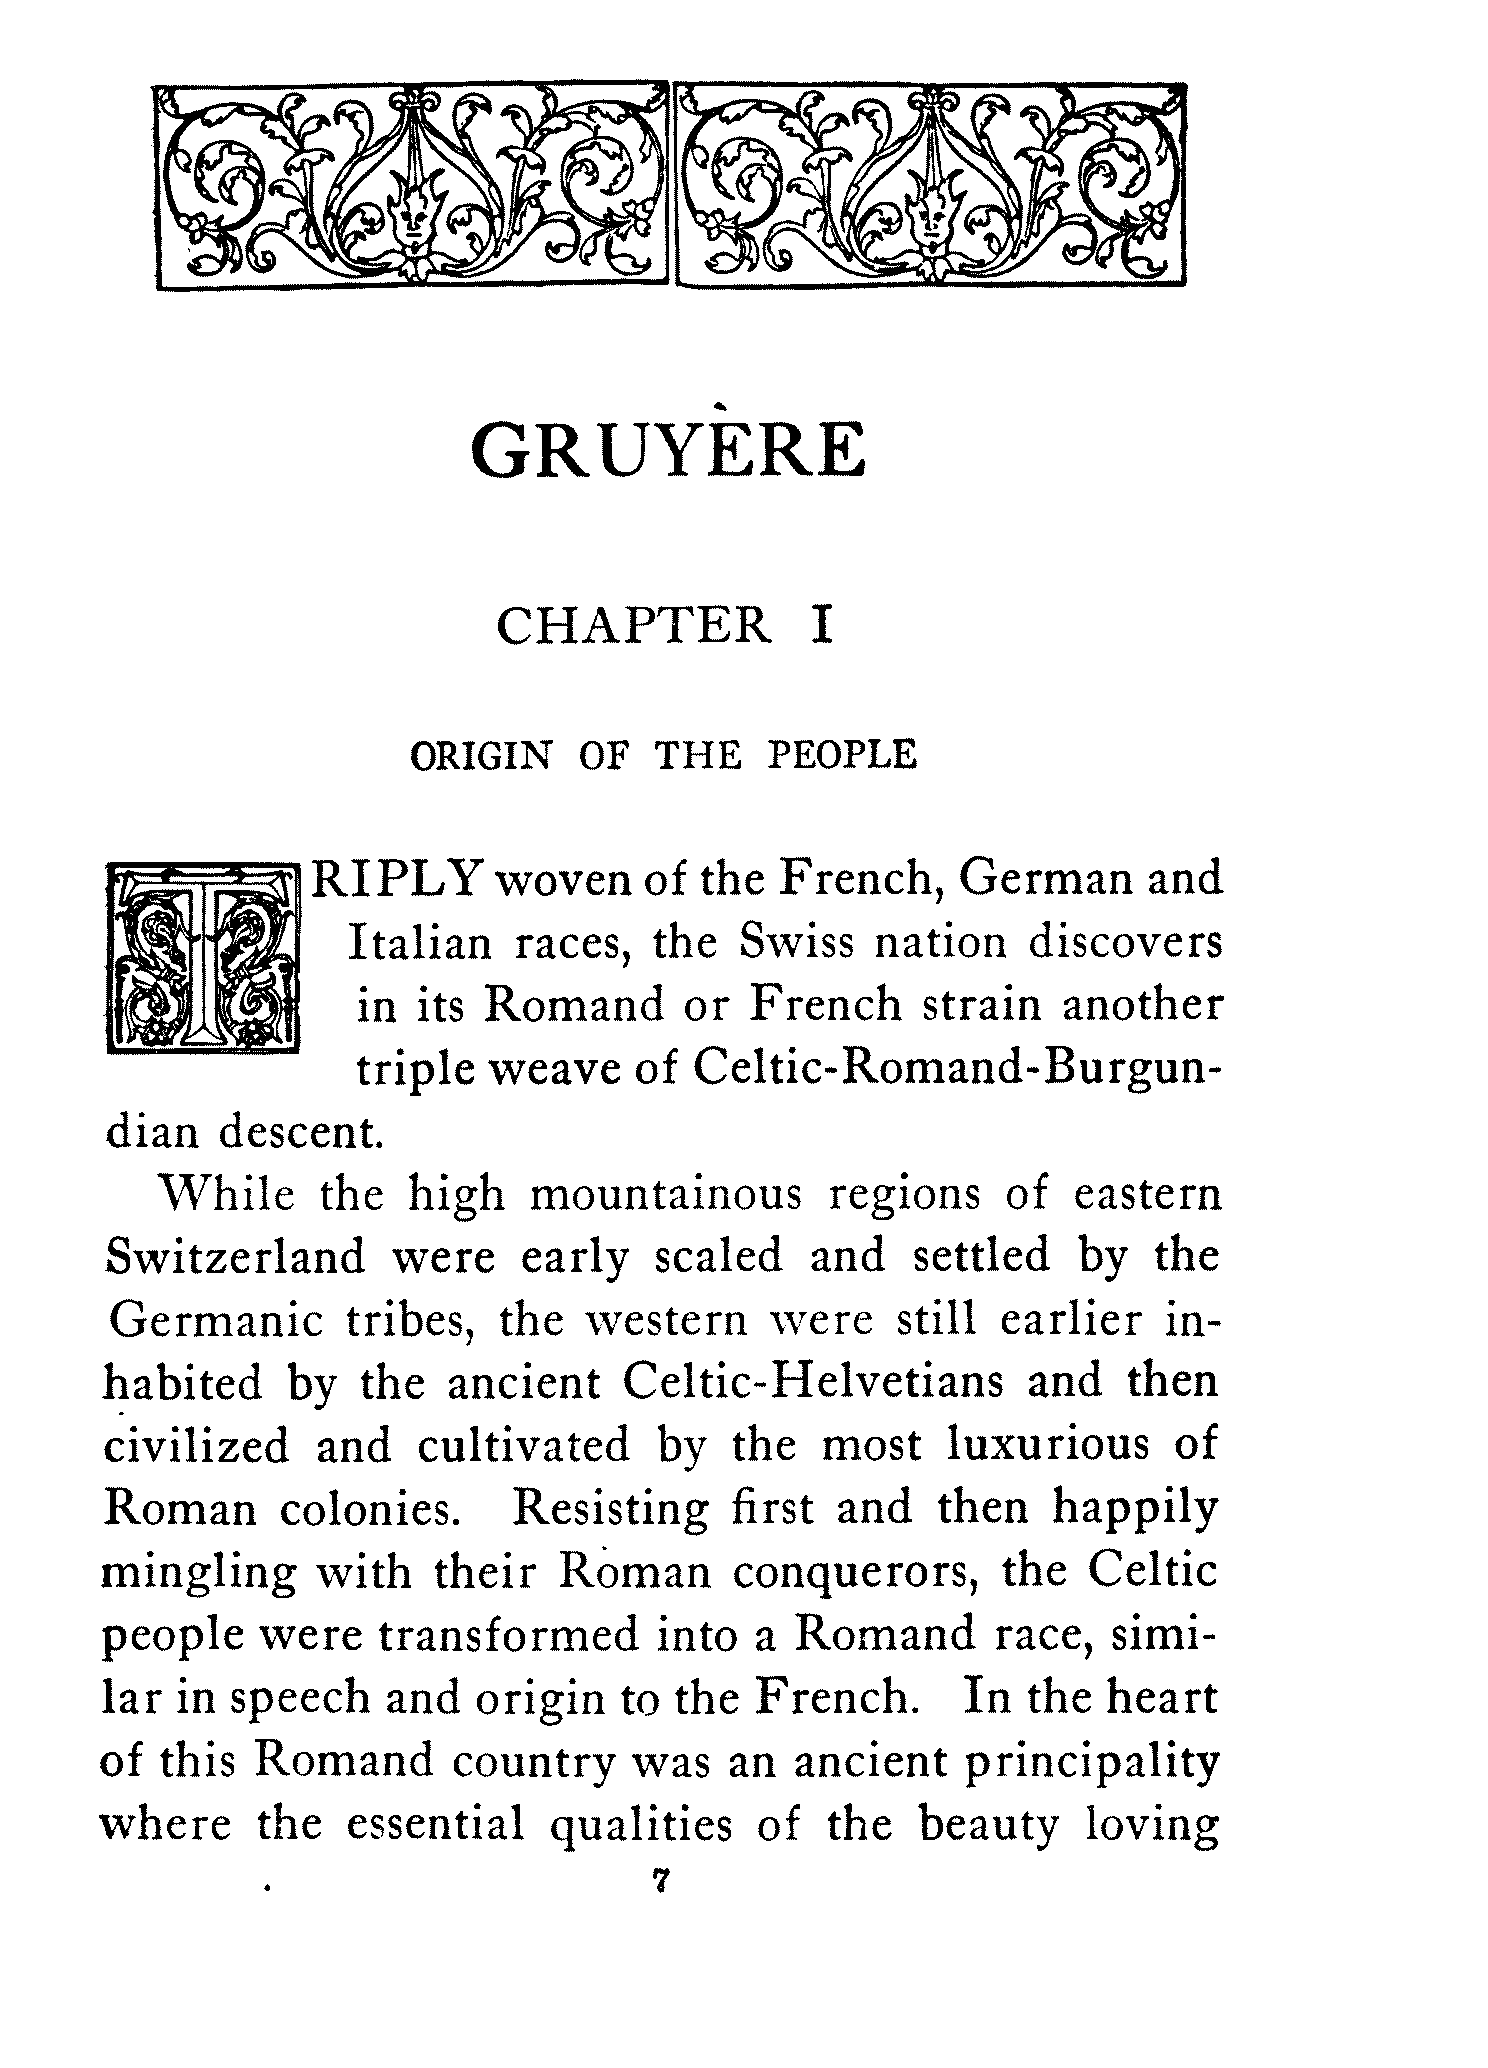 GRUYÈRE
CHAPTER I
ORIGIN OF THE PEOPLE
TRIPLY woven of the French, German and
Italian races, the Swiss nation discovers
in its Romand or French strain another
triple weave of Celtic-Romand-Burgun-
dian descent.
While the high mountainous regions of eastern
Switzerland were early scaled and settled by the
Germanic tribes, the western were still earlier in-
habited by the ancient Celtic-Helvetians and then
civilized and cultivated by the most luxurious of
Roman colonies. Resisting first and then happily
mingling with their Roman conquerors, the Celtic
people were transformed into a Romand race, simi-
lar in speech and origin to the French. In the heart
of this Romand country was an ancient principality
where the essential qualities of the beauty loving
7